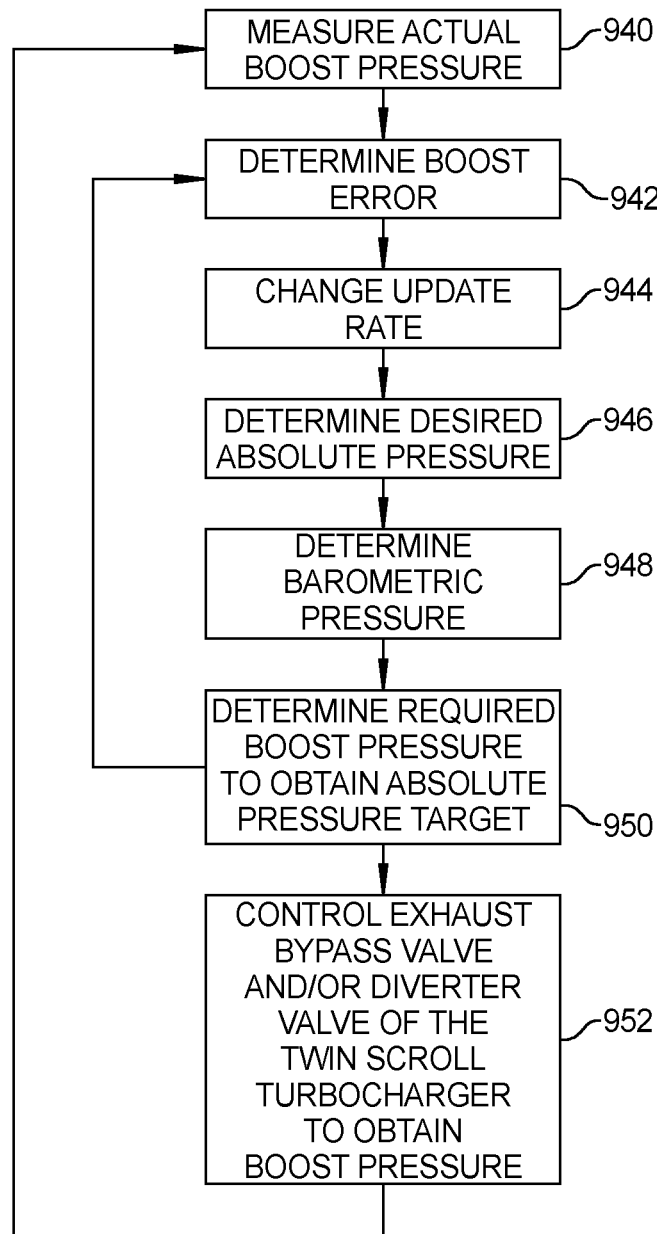 MEASURE ACTUAL
BOOST PRESSURE
940
DETERMINE BOOST
ERROR
942
CHANGE UPDATE
RATE
944
DETERMINE DESIRED
ABSOLUTE PRESSURE
946
DETERMINE
BAROMETRIC
PRESSURE
948
DETERMINE REQUIRED
BOOST PRESSURE
TO OBTAIN ABSOLUTE
PRESSURE TARGET
950
CONTROL EXHAUST
BYPASS VALVE
AND/OR DIVERTER
VALVE OF THE
TWIN SCROLL
TURBOCHARGER
TO OBTAIN
BOOST PRESSURE
952